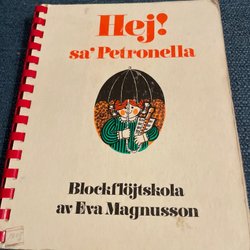 Hej!
sa' Petronella
Blockflöjtskola
av Eva Magnusson